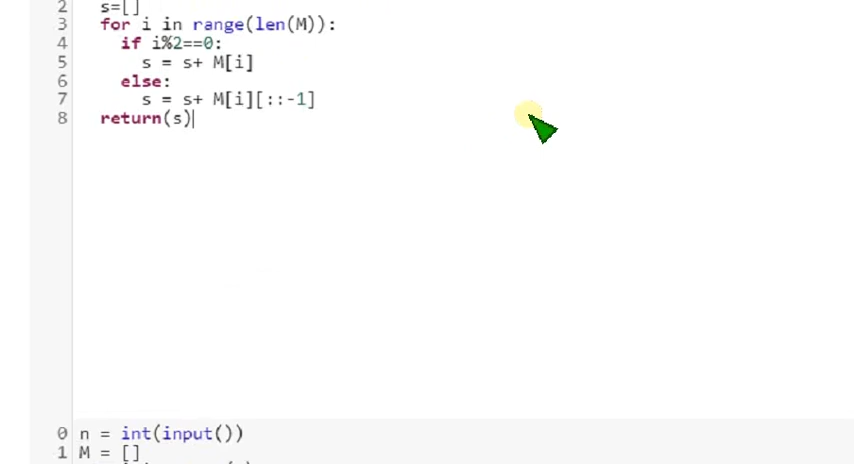 2 s=[]
3 for i in range(len(M)):
4 if i%2==0:
5 s = s+ M[i]
6 else:
7 s = s+ M[i][::-1]
8 return(s)
0 n = int(input())
1 M = []